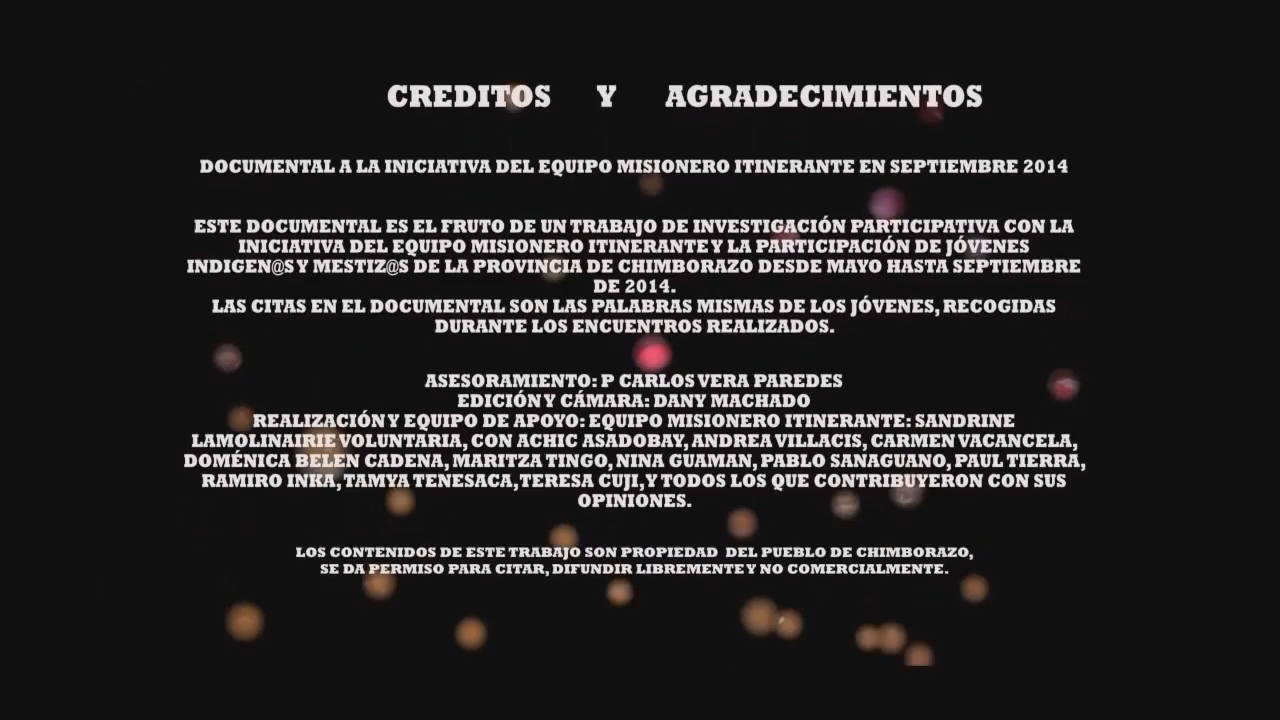 CREDITOS Y AGRADECIMIENTOS
DOCUMENTAL A LA INICIATIVA DEL EQUIPO MISIONERO ITINERANTE EN SEPTIEMBRE 2014
ESTE DOCUMENTAL ES EL FRUTO DE UN TRABAJO DE INVESTIGACIÓN PARTICIPATIVA CON LA
INICIATIVA DEL EQUIPO MISIONERO ITINERANTE Y LA PARTICIPACIÓN DE JÓVENES
INDIGEN@S Y MESTIZ@S DE LA PROVINCIA DE CHIMBORAZO DESDE MAYO HASTA SEPTIEMBRE
DE 2014.
LAS CITAS EN EL DOCUMENTAL SON LAS PALABRAS MISMAS DE LOS JÓVENES, RECOGIDAS
DURANTE LOS ENCUENTROS REALIZADOS.
ASESORAMIENTO: P CARLOS VERA PAREDES
EDICIÓN Y CÁMARA: DANY MACHADO
REALIZACIÓN Y EQUIPO DE APOYO: EQUIPO MISIONERO ITINERANTE: SANDRINE
LAMOLINAIRIE VOLUNTARIA, CON ACHIC ASADOBAY, ANDREA VILLACIS, CARMEN VACANCELA,
DOMÉNICA BELEN CADENA, MARITZA TINGO, NINA GUAMAN, PABLO SANAGUANO, PAUL TIERRA,
RAMIRO INKA, TAMYA TENESACA, TERESA CUJI, Y TODOS LOS QUE CONTRIBUYERON CON SUS
OPINIONES.
LOS CONTENIDOS DE ESTE TRABAJO SON PROPIEDAD DEL PUEBLO DE CHIMBORAZO,
SE DA PERMISO PARA CITAR, DIFUNDIR LIBREMENTE Y NO COMERCIALMENTE.